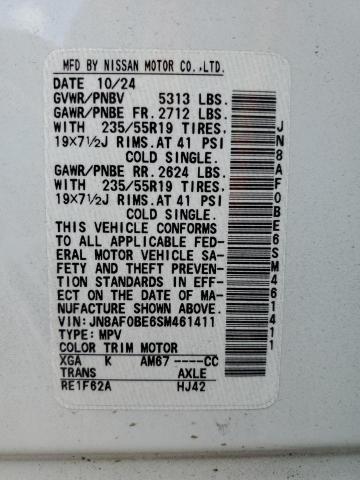 MFD BY NISSAN MOTOR CO.,LTD.
DATE 10/24
GVWR/PNBV 5313 LBS.
GAWR/PNBE FR. 2712 LBS.
WITH 235/55R19 TIRES,
19X7½J RIMS.AT 41 PSI
COLD SINGLE.
GAWR/PNBE RR. 2624 LBS.
WITH 235/55R19 TIRES,
19X7½J RIMS.AT 41 PSI
COLD SINGLE.
THIS VEHICLE CONFORMS
TO ALL APPLICABLE FED-
ERAL MOTOR VEHICLE SA-
FETY AND THEFT PREVEN-
TION STANDARDS IN EFF-
ECT ON THE DATE OF MA-
NUFACTURE SHOWN ABOVE.
VIN: JN8AF0BE6SM461411
TYPE: MPV
COLOR TRIM MOTOR
XGA K AM67 ----CC
TRANS AXLE
RE1F62A HJ42
JN8AF0BE6SM461411